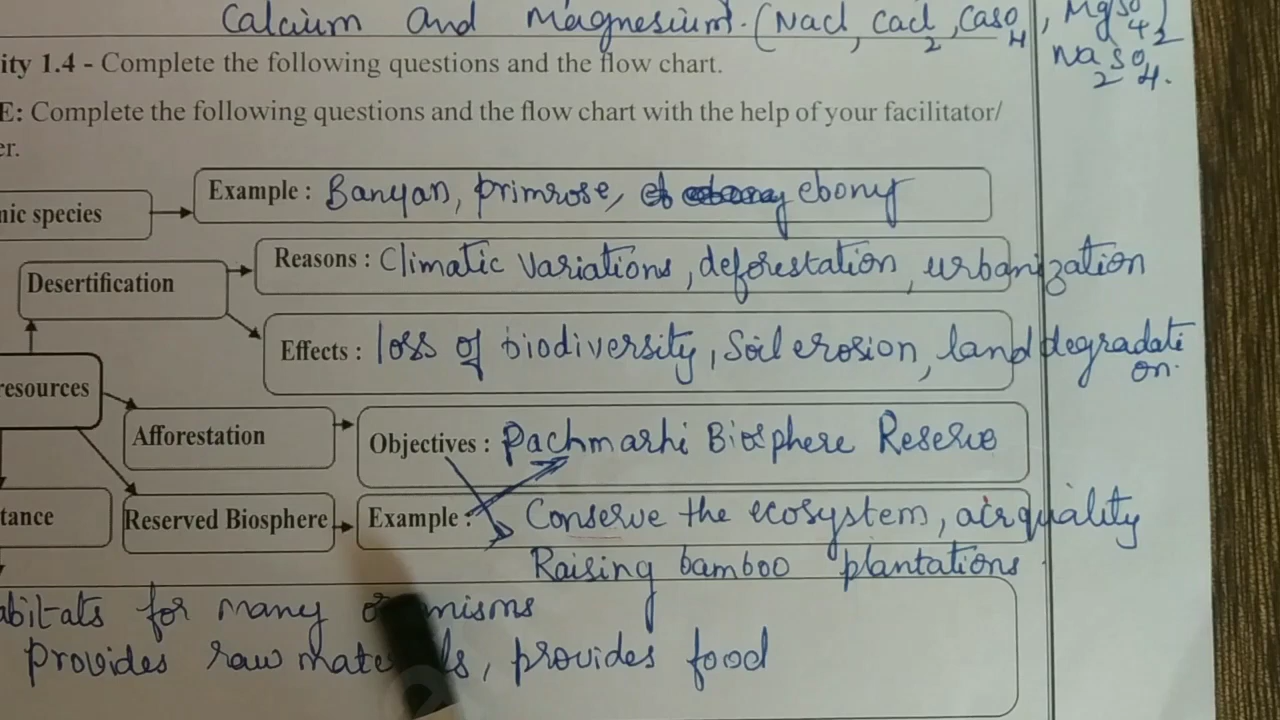 Calcium and Magnesium. (Nacl, Cacl2, CaSO4, MgSO4)
Na2SO4.
ity 1.4 - Complete the following questions and the flow chart.
E: Complete the following questions and the flow chart with the help of your facilitator/
er.
nic species
Example : Banyan, primrose, ebony
Reasons : Climatic Variations, deforestation, urbanization
Desertification
Effects : loss of biodiversity, Soil erosion, land degradati
on.
esources
Afforestation
Objectives : Pachmarhi Biosphere Reserve
tance
Reserved Biosphere
Example : Conserve the ecosystem, air quality
Raising bamboo plantations
abitats for many
provides raw , provides food